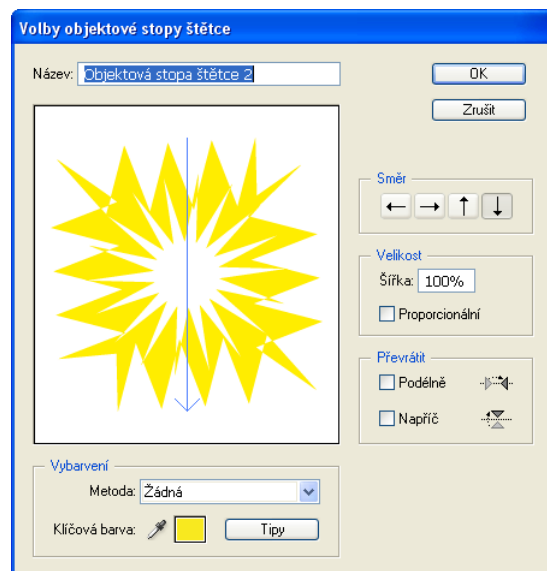 Volby objektové stopy štětce
Název: Objektová stopa štětce 2
OK
Zrušit
Směr
Velikost
Šířka: 100%
Proporcionální
Převrátit
Podélně
Napříč
Vybarvení
Metoda: Žádná
Klíčová barva:
Tipy